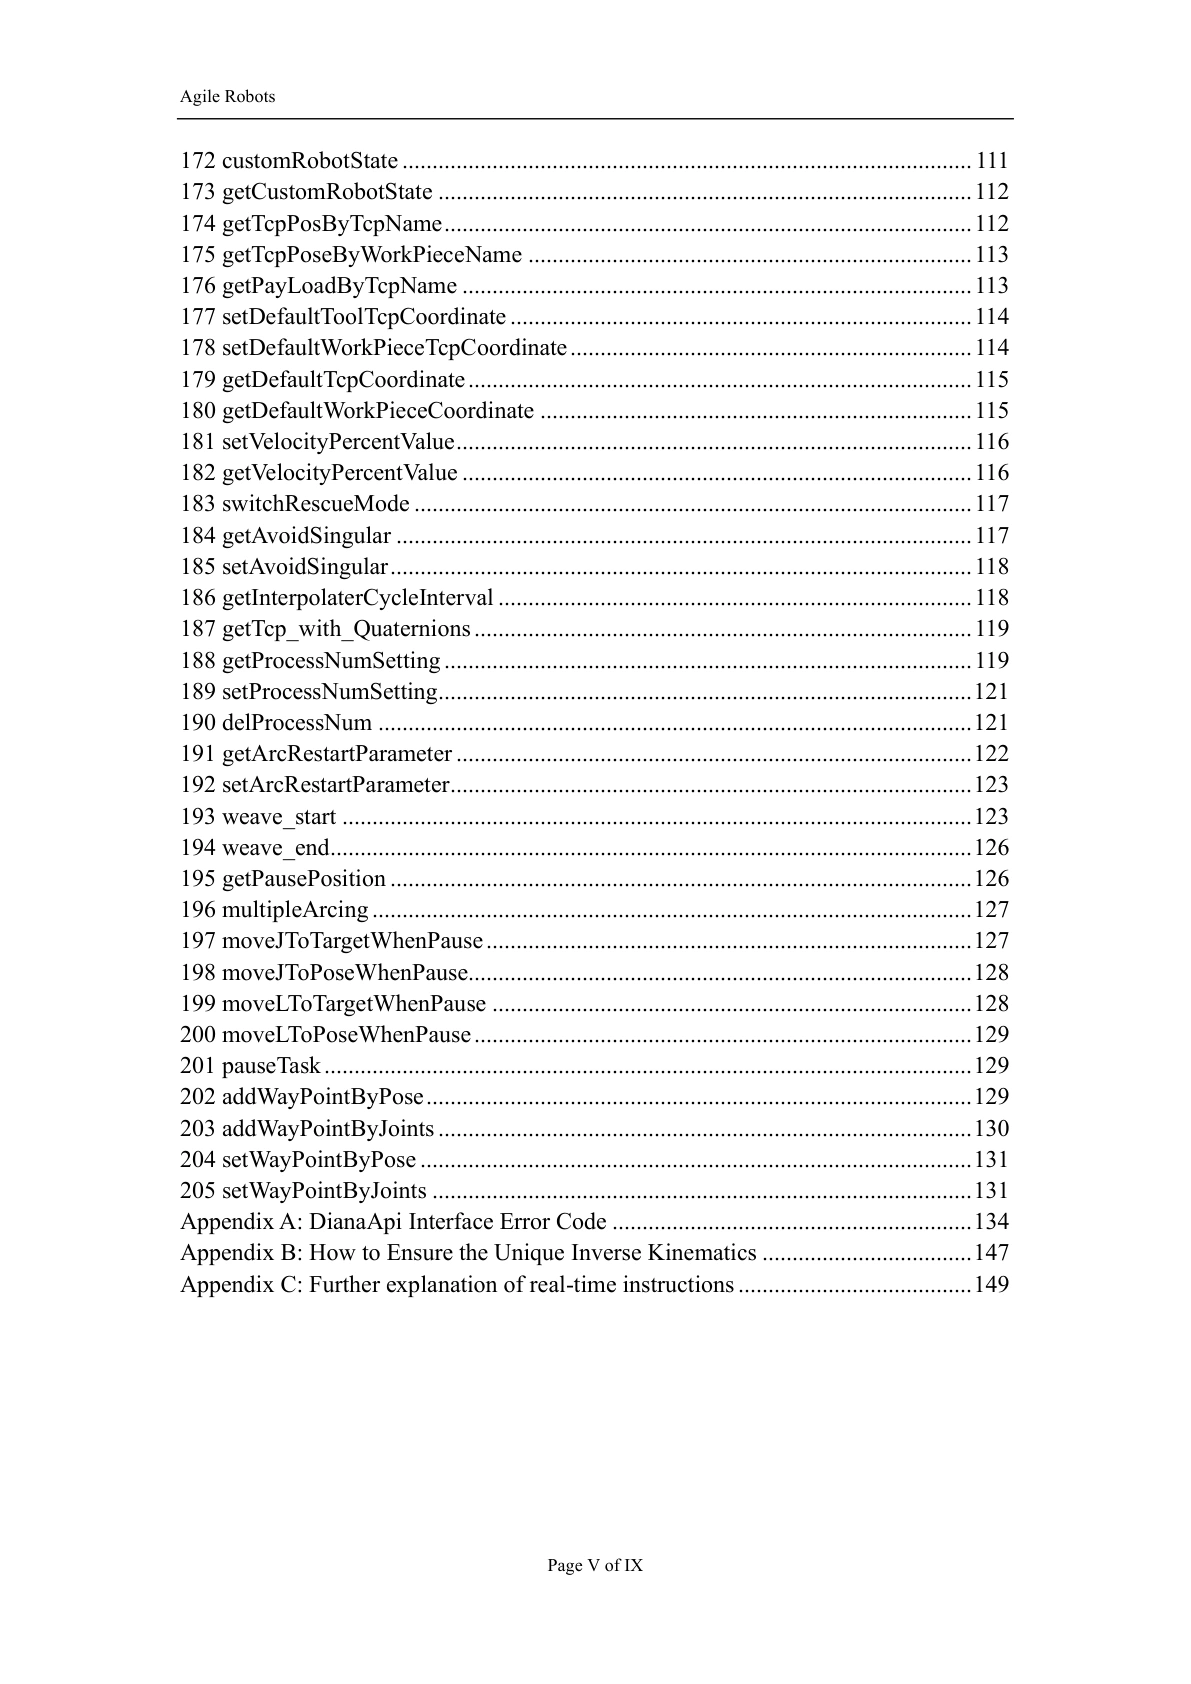 Agile Robots
172 customRobotState ............................................................................................... 111
173 getCustomRobotState ......................................................................................... 112
174 getTcpPosByTcpName........................................................................................ 112
175 getTcpPoseByWorkPieceName .......................................................................... 113
176 getPayLoadByTcpName ..................................................................................... 113
177 setDefaultToolTcpCoordinate ............................................................................. 114
178 setDefaultWorkPieceTcpCoordinate................................................................... 114
179 getDefaultTcpCoordinate.................................................................................... 115
180 getDefaultWorkPieceCoordinate ........................................................................ 115
181 setVelocityPercentValue...................................................................................... 116
182 getVelocityPercentValue ..................................................................................... 116
183 switchRescueMode ............................................................................................. 117
184 getAvoidSingular ................................................................................................ 117
185 setAvoidSingular................................................................................................. 118
186 getInterpolaterCycleInterval ............................................................................... 118
187 getTcp_with_Quaternions ................................................................................... 119
188 getProcessNumSetting ........................................................................................ 119
189 setProcessNumSetting......................................................................................... 121
190 delProcessNum ................................................................................................... 121
191 getArcRestartParameter ...................................................................................... 122
192 setArcRestartParameter....................................................................................... 123
193 weave_start ......................................................................................................... 123
194 weave_end........................................................................................................... 126
195 getPausePosition ................................................................................................. 126
196 multipleArcing .................................................................................................... 127
197 moveJToTargetWhenPause ................................................................................. 127
198 moveJToPoseWhenPause.................................................................................... 128
199 moveLToTargetWhenPause ................................................................................ 128
200 moveLToPoseWhenPause ................................................................................... 129
201 pauseTask ............................................................................................................ 129
202 addWayPointByPose........................................................................................... 129
203 addWayPointByJoints ......................................................................................... 130
204 setWayPointByPose ............................................................................................ 131
205 setWayPointByJoints .......................................................................................... 131
Appendix A: DianaApi Interface Error Code ............................................................ 134
Appendix B: How to Ensure the Unique Inverse Kinematics ................................... 147
Appendix C: Further explanation of real-time instructions ....................................... 149
Page V of IX